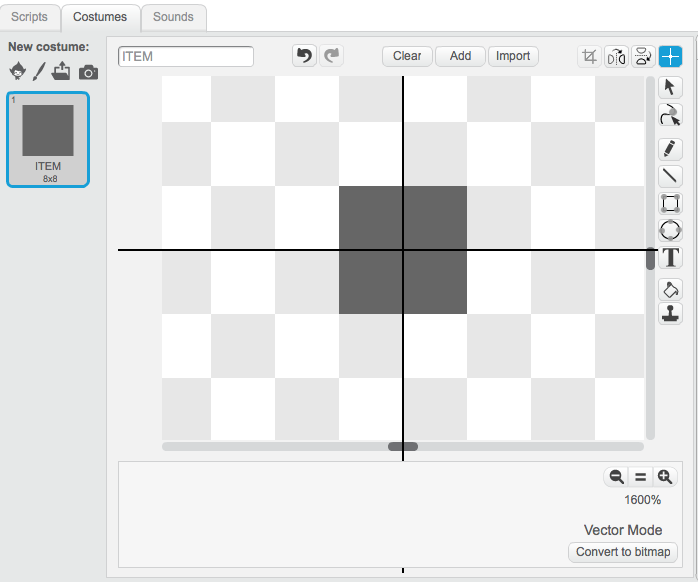 Scripts Costumes Sounds
New costume:
ITEM
Clear Add Import
1
ITEM
8x8
T
1600%
Vector Mode
Convert to bitmap